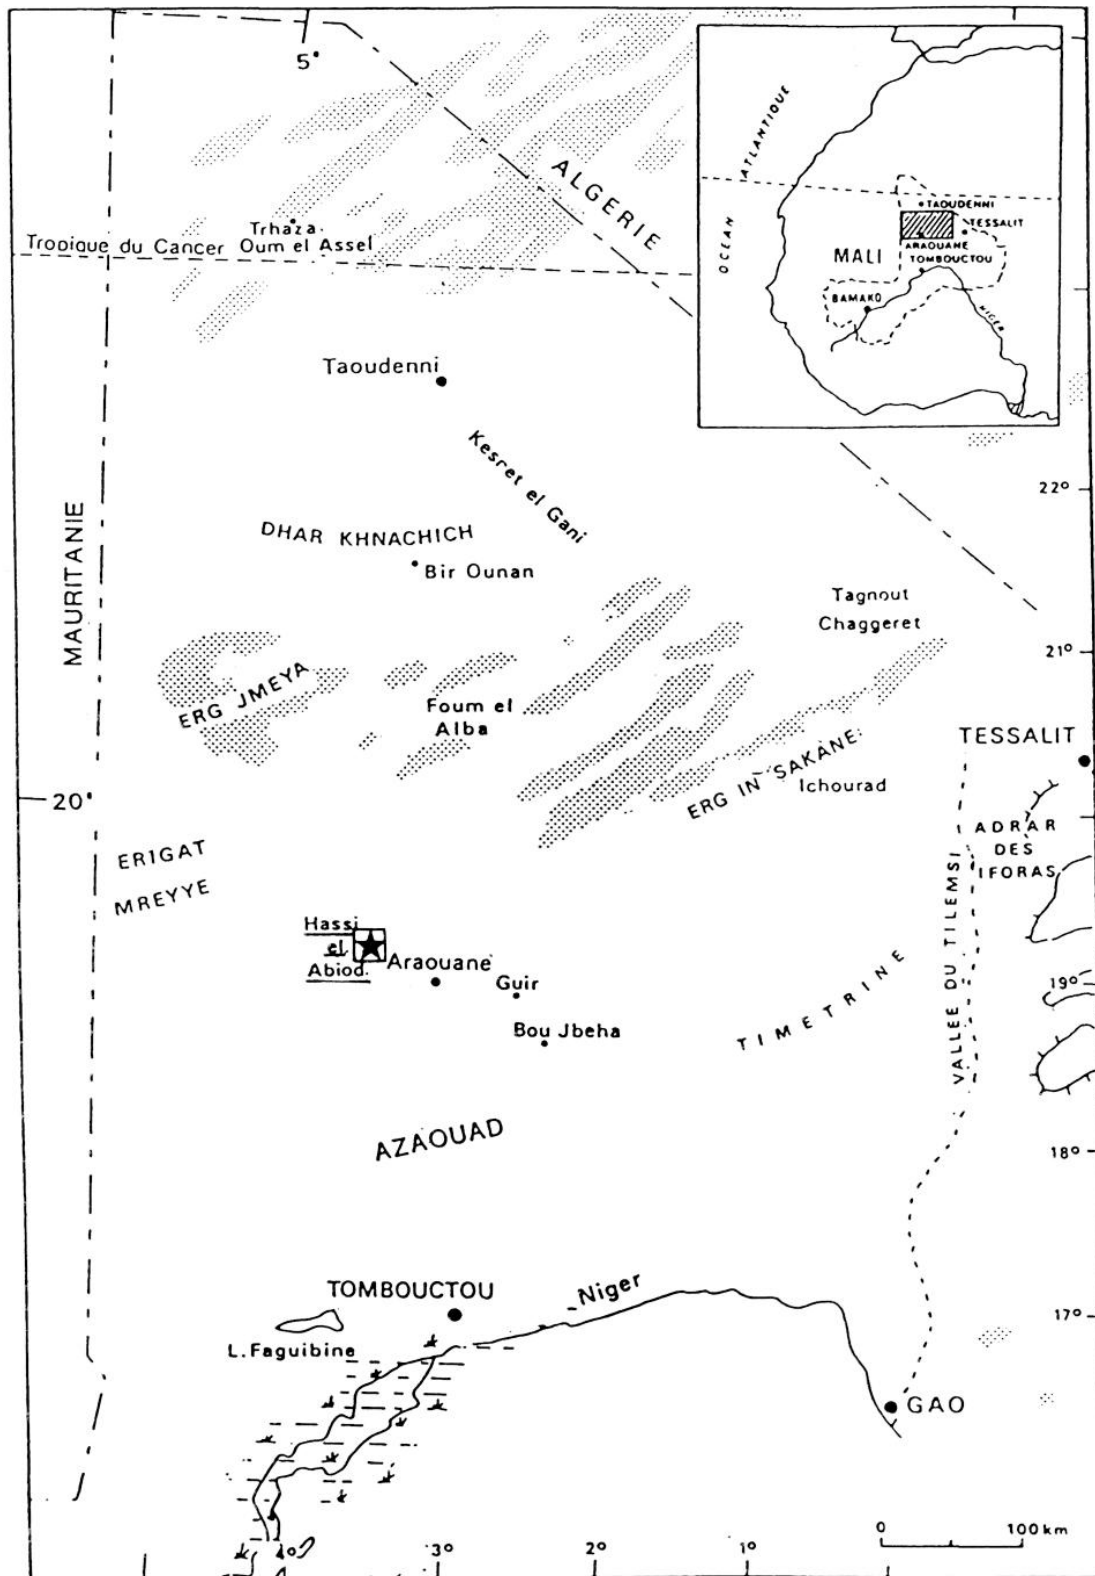 5°
ALGERIE
Trhaza.
Tropique du Cancer Oum el Assel
OCEAN
ATLANTIQUE
TAOUDENNI
TESSALIT
ARAOUANE
MALI
TOMBOUCTOU
BAMAKO
NIGER
Taoudenni
Kesret el Gani
22°
MAURITANIE
DHAR KHNACHICH
Bir Ounan
Tagnout
Chaggeret
21°
ERG JMEYA
Foum el
Alba
TESSALIT
ERG IN SAKANE
Ichourad
20°
ADRAR
DES
IFORAS
ERIGAT
MREYYE
Hassi
el
Abiod.
Araouane
Guir
Bou Jbeha
TIMETRINE
VALLEE DU TILEMSI
19°
AZAOUAD
18°
TOMBOUCTOU
Niger
17°
L. Faguibine
GAO
0 100 km
4° 3° 2° 1° 0°